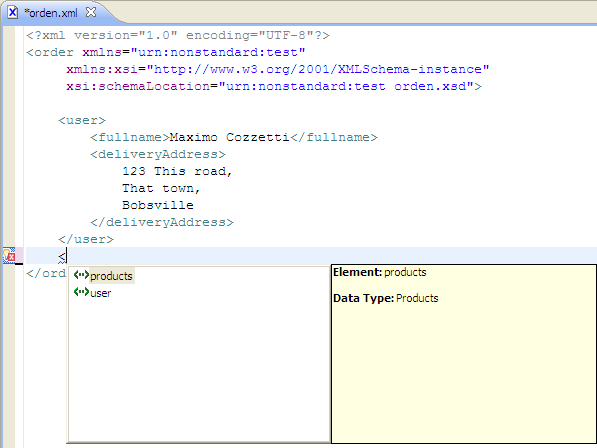 *orden.xml
<?xml version="1.0" encoding="UTF-8"?>
<order xmlns="urn:nonstandard:test"
xmlns:xsi="http://www.w3.org/2001/XMLSchema-instance"
xsi:schemaLocation="urn:nonstandard:test orden.xsd">
<user>
<fullname>Maximo Cozzetti</fullname>
<deliveryAddress>
123 This road,
That town,
Bobsville
</deliveryAddress>
</user>
<
</ord
products
user
Element: products
Data Type: Products